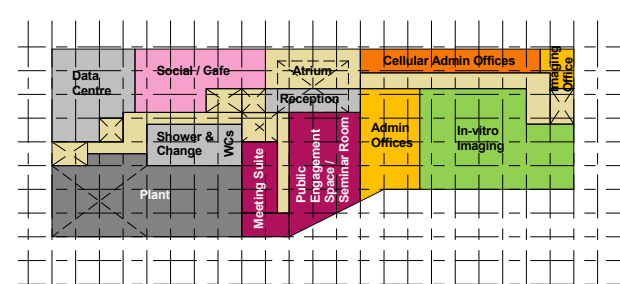 Data
Centre
Social / Cafe
Atrium
Cellular Admin Offices
Imaging
Office
Reception
Shower &
Change
WCs
Admin
Offices
In-vitro
Imaging
Plant
Meeting Suite
Public
Engagement
Space /
Seminar Room